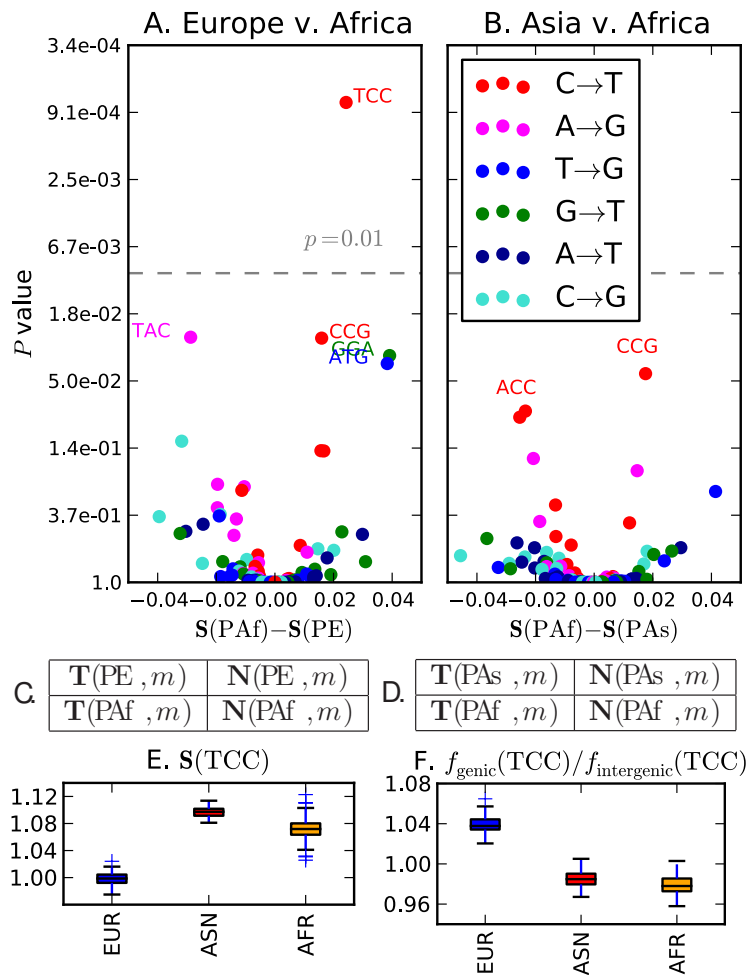 A. Europe v. Africa
B. Asia v. Africa
3.4e-04
9.1e-04
2.5e-03
6.7e-03
1.8e-02
5.0e-02
1.4e-01
3.7e-01
1.0
P value
TCC
p=0.01
TAC
CCG
GGA
ATG
−0.04 −0.02 0.00 0.02 0.04
S(PAf)−S(PE)
C→T
A→G
T→G
G→T
A→T
C→G
CCG
ACC
−0.04 −0.02 0.00 0.02 0.04
S(PAf)−S(PAs)
C.
T(PE ,m) N(PE ,m)
T(PAf ,m) N(PAf ,m)
D.
T(PAs ,m) N(PAs ,m)
T(PAf ,m) N(PAf ,m)
E. S(TCC)
1.12
1.08
1.04
1.00
EUR
ASN
AFR
F. f_genic(TCC)/f_intergenic(TCC)
1.08
1.04
1.00
0.96
EUR
ASN
AFR